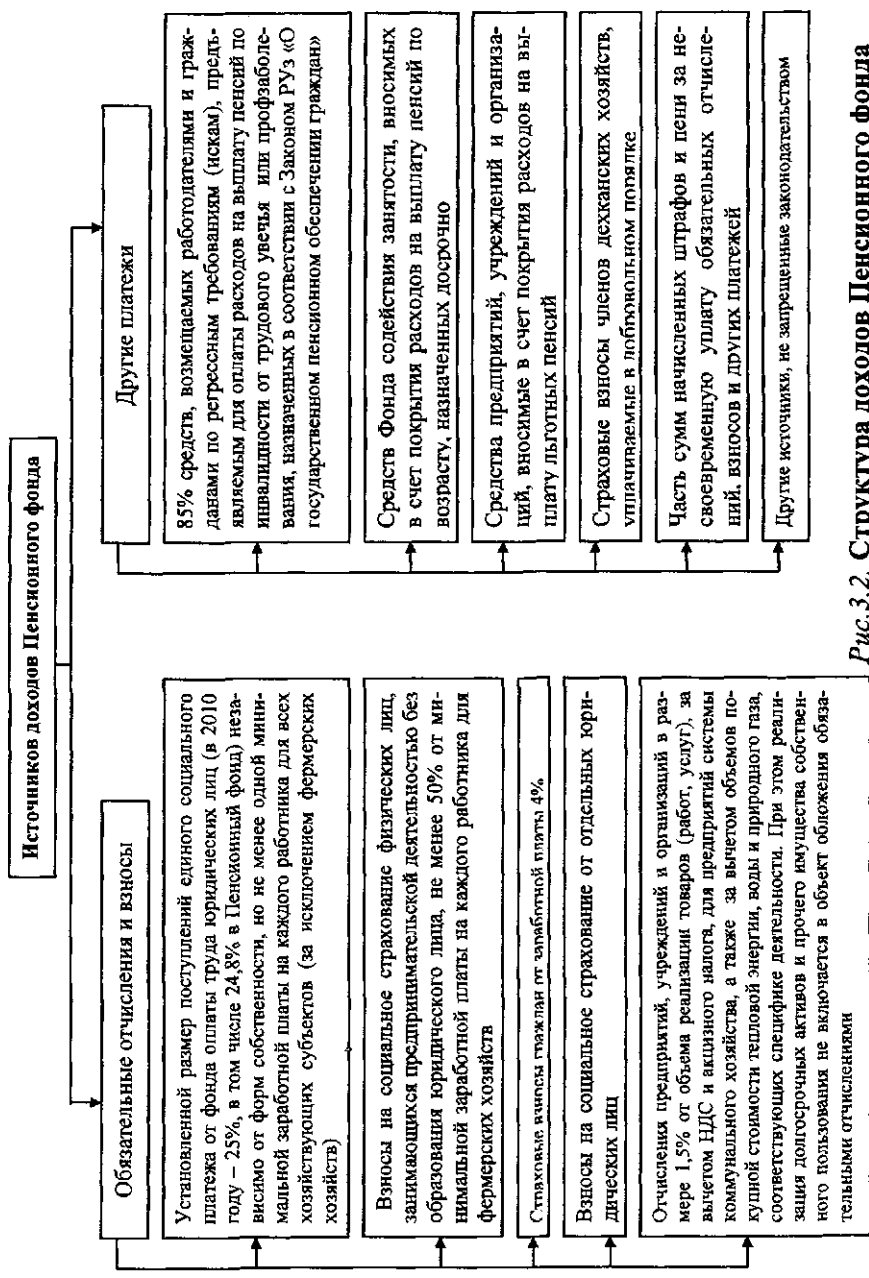 Источников доходов Пенсионного фонда
Обязательные отчисления и взносы
Установленной размер поступлений единого социального
платежа от фонда оплаты труда юридических лиц (в 2010
году – 25%, в том числе 24,8% в Пенсионный фонд) неза-
висимо от форм собственности, но не менее одной мини-
мальной заработной платы на каждого работника для всех
хозяйствующих субъектов (за исключением фермерских
хозяйств)
Взносы на социальное страхование физических лиц,
занимающихся предпринимательской деятельностью без
образования юридического лица, не менее 50% от ми-
нимальной заработной платы на каждого работника для
фермерских хозяйств
Страховые взносы граждан от заработной платы 4%
Взносы на социальное страхование от отдельных юри-
дических лиц
Отчисления предприятий, учреждений и организаций в раз-
мере 1,5% от объема реализации товаров (работ, услуг), за
вычетом НДС и акцизного налога, для предприятий системы
коммунального хозяйства, а также за вычетом объемов по-
купной стоимости тепловой энергии, воды и природного газа,
соответствующих специфике деятельности. При этом реали-
зация долгосрочных активов и прочего имущества собствен-
ного пользования не включается в объект обложения обяза-
тельными отчислениями
Другие платежи
85% средств, возмещаемых работодателями и граж-
данами по регрессным требованиям (искам), предъ-
являемым для оплаты расходов на выплату пенсий по
инвалидности от трудового увечья или профзаболе-
вания, назначенных в соответствии с Законом РУз «О
государственном пенсионном обеспечении граждан»
Средств Фонда содействия занятости, вносимых
в счет покрытия расходов на выплату пенсий по
возрасту, назначенных досрочно
Средства предприятий, учреждений и организа-
ций, вносимые в счет покрытия расходов на вы-
плату льготных пенсий
Страховые взносы членов дехканских хозяйств,
уплачиваемые в добровольном порядке
Часть сумм начисленных штрафов и пени за не-
своевременную уплату обязательных отчисле-
ний, взносов и других платежей
Другие источники, не запрещенные законодательством
Рис.3.2. Структура доходов Пенсионного фонда